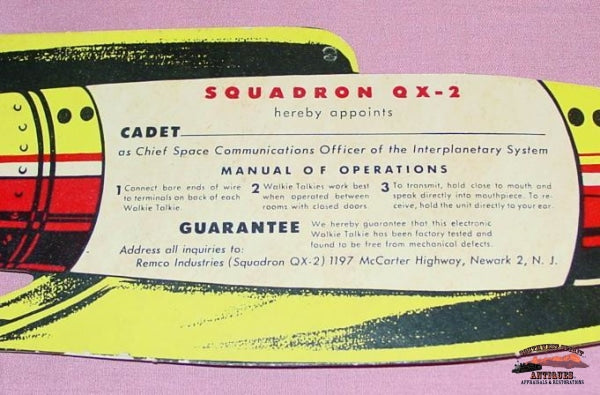 SQUADRON QX-2
hereby appoints
CADET
as Chief Space Communications Officer of the Interplanetary System
MANUAL OF OPERATIONS
1 Connect bare ends of wire
to terminals on back of each
Walkie Talkie.
2 Walkie Talkies work best
when operated between
rooms with closed doors.
3 To transmit, hold close to mouth and
speak directly into mouthpiece. To re-
ceive, hold the unit directly to your ear.
GUARANTEE
We hereby guarantee that this electronic
Walkie Talkie has been factory tested and
found to be free from mechanical defects.
Address all inquiries to:
Remco Industries (Squadron QX-2) 1197 McCarter Highway, Newark 2, N. J.
ANTIQUES
APPRAISALS & RESTORATIONS